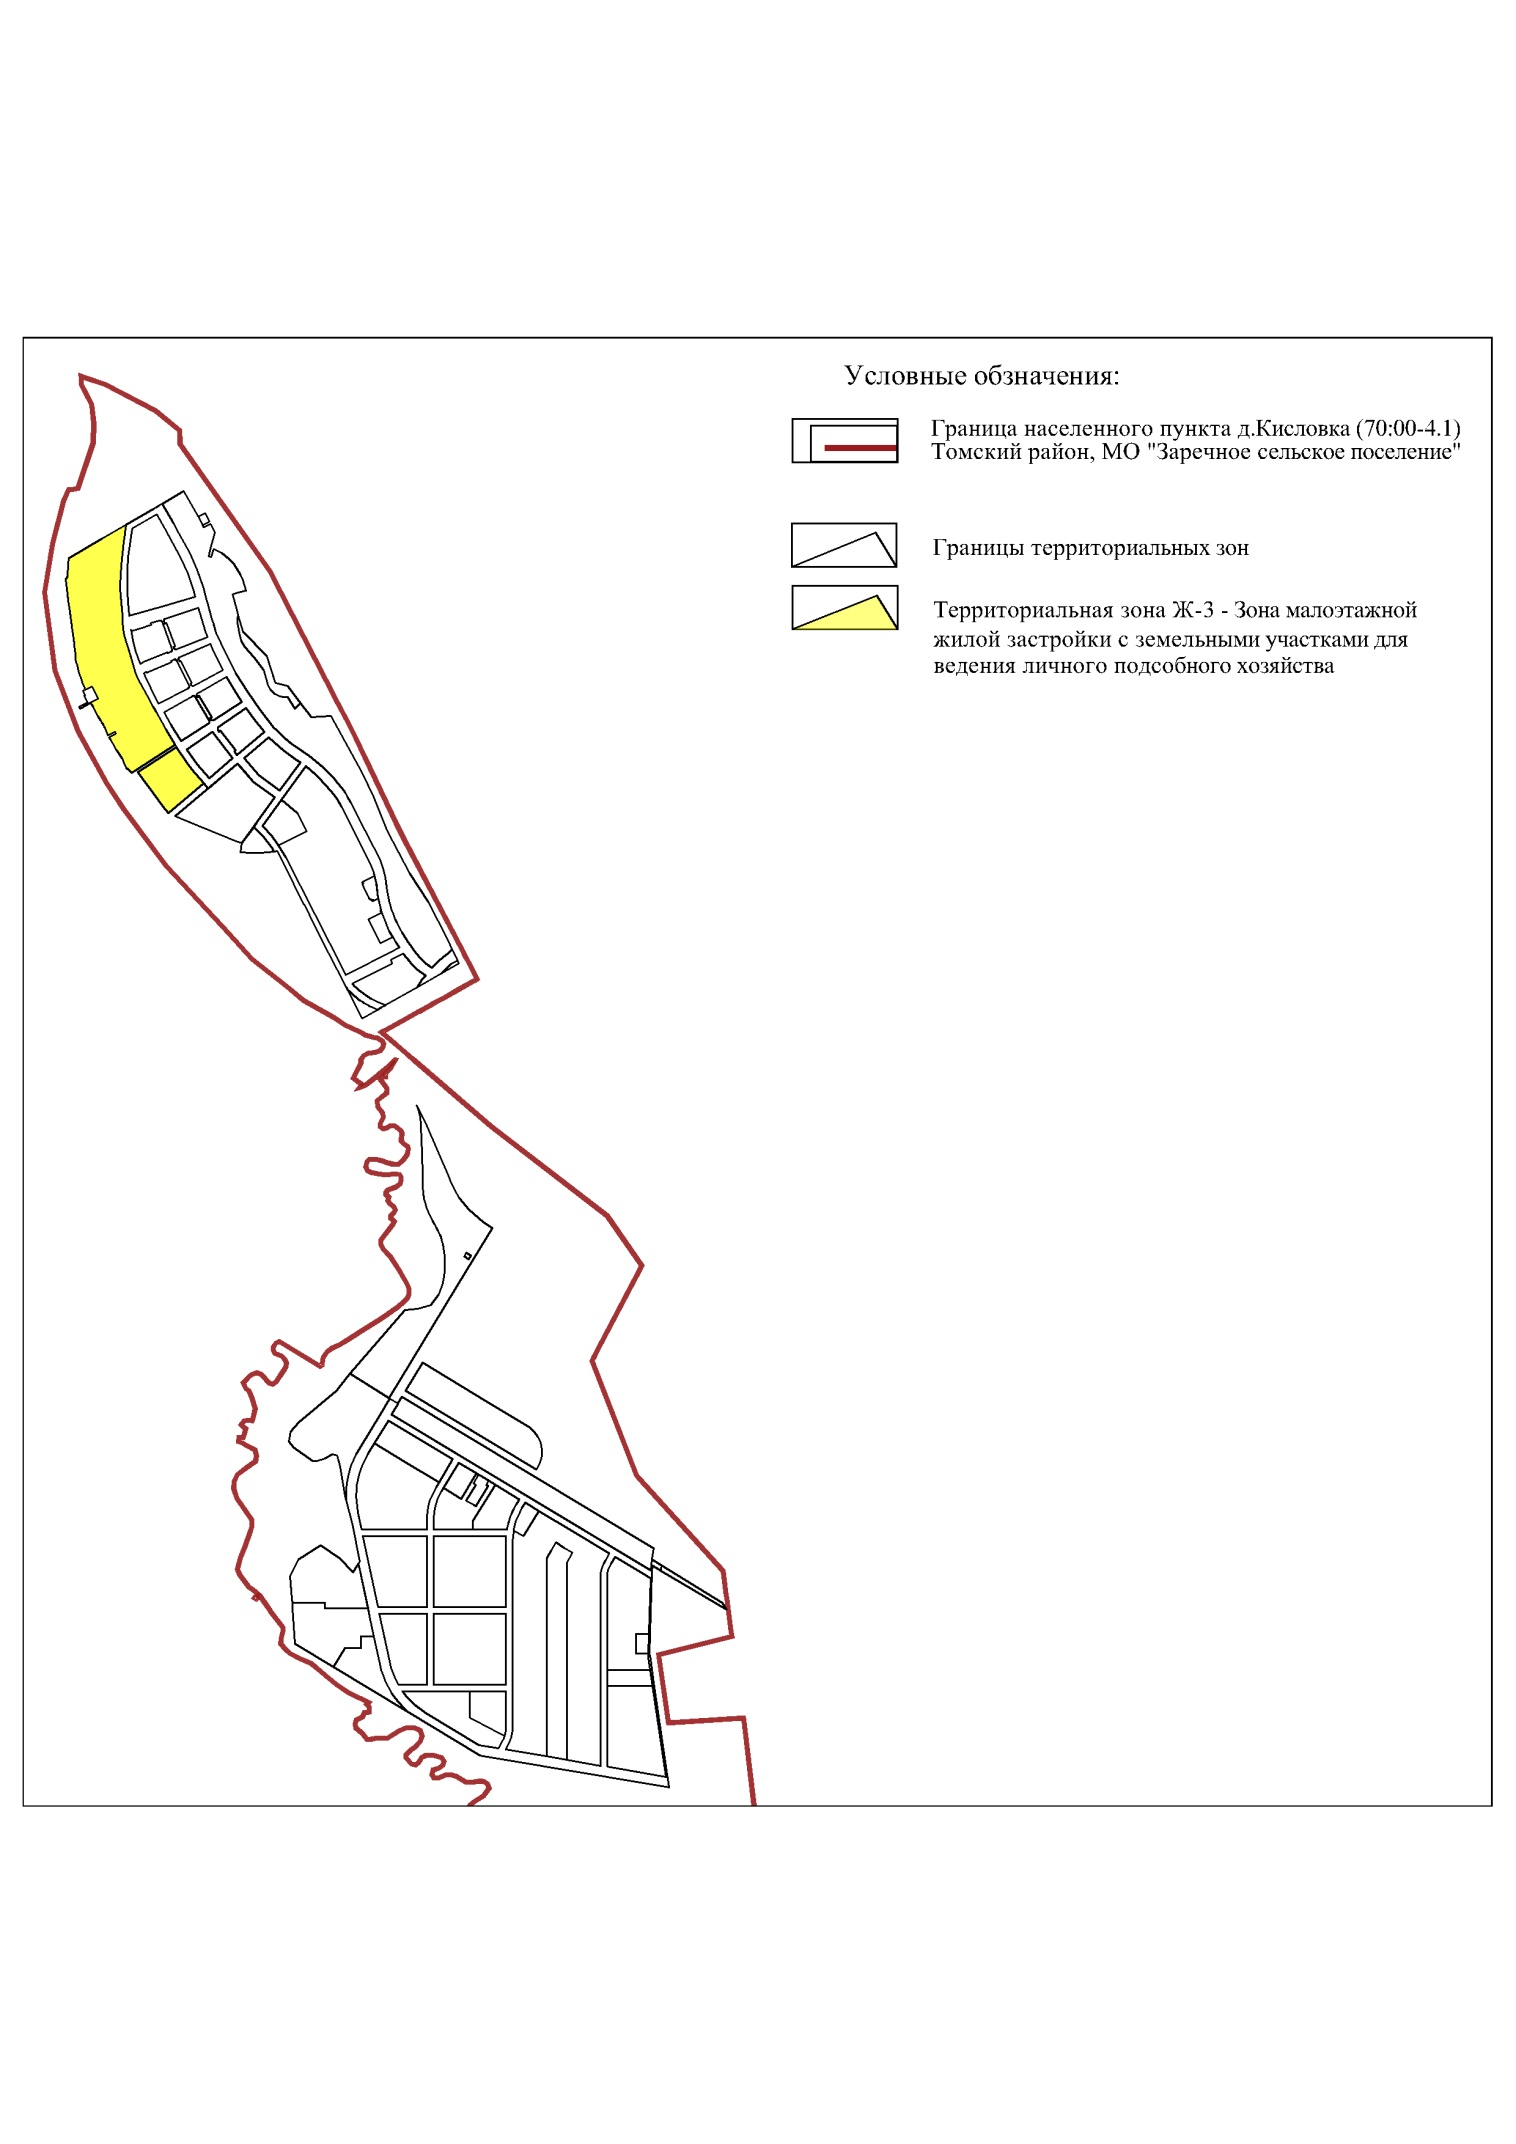 Условные обзначения:
Граница населенного пункта д.Кисловка (70:00-4.1)
Томский район, МО "Заречное сельское поселение"
Границы территориальных зон
Территориальная зона Ж-3 - Зона малоэтажной
жилой застройки с земельными участками для
ведения личного подсобного хозяйства